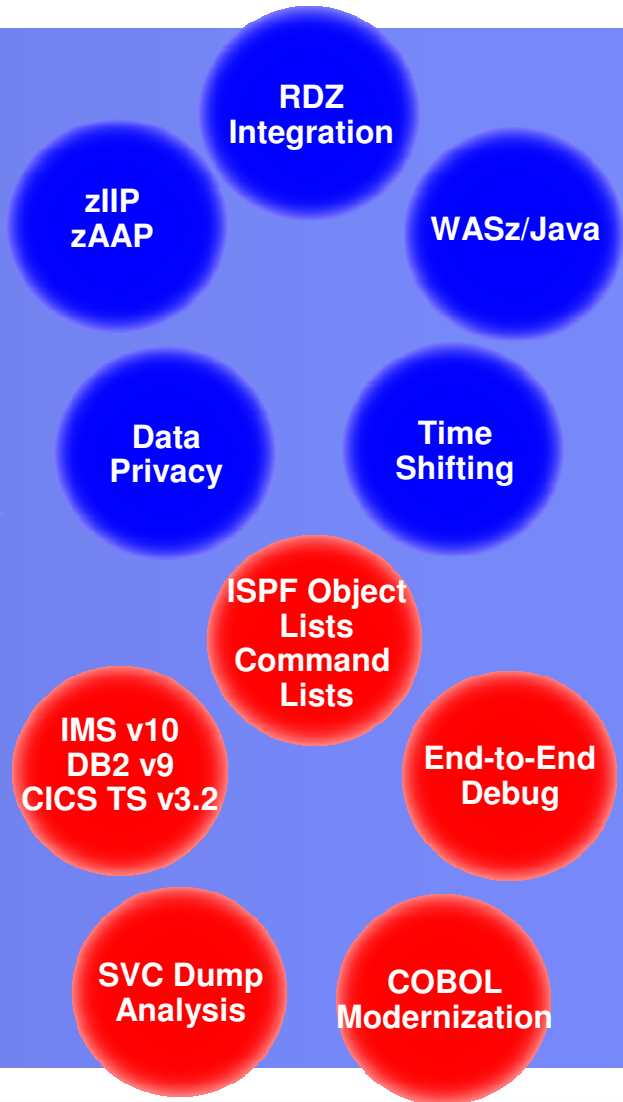 RDZ
Integration
zIIP
zAAP
WASz/Java
Data
Privacy
Time
Shifting
ISPF Object
Lists
Command
Lists
IMS v10
DB2 v9
CICS TS v3.2
End-to-End
Debug
SVC Dump
Analysis
COBOL
Modernization